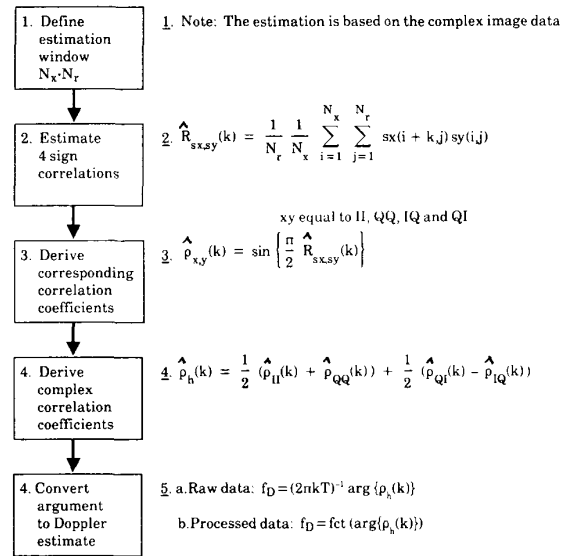 1. Define
estimation
window
Nx·Nr
1. Note: The estimation is based on the complex image data
2. Estimate
4 sign
correlations
2. R̂sx,sy(k) = 1/Nr 1/Nx Σ(i=1..Nx) Σ(j=1..Nr) sx(i + k,j) sy(i,j)
xy equal to II, QQ, IQ and QI
3. Derive
corresponding
correlation
coefficients
3. ρ̂x,y(k) = sin {π/2 R̂sx,sy(k)}
4. Derive
complex
correlation
coefficients
4. ρ̂h(k) = 1/2 (ρ̂II(k) + ρ̂QQ(k)) + 1/2 (ρ̂QI(k) – ρ̂IQ(k))
4. Convert
argument
to Doppler
estimate
5. a.Raw data: fD=(2πkT)⁻¹ arg {ρh(k)}
b.Processed data: fD=fct (arg{ρh(k)})